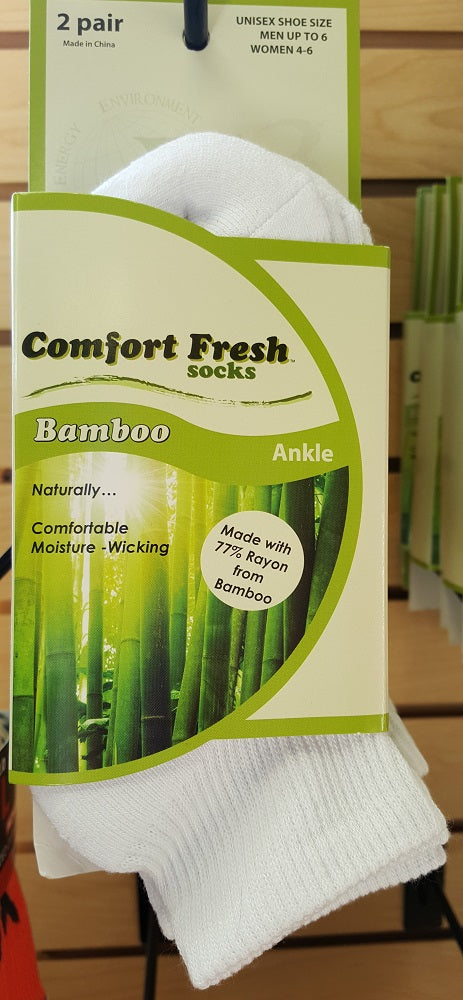 2 pair
Made in China
UNISEX SHOE SIZE
MEN UP TO 6
WOMEN 4-6
ENVIRONMENT
ENERGY
Comfort Fresh™
socks
Bamboo
Ankle
Naturally...
Comfortable
Moisture -Wicking
Made with
77% Rayon
from
Bamboo